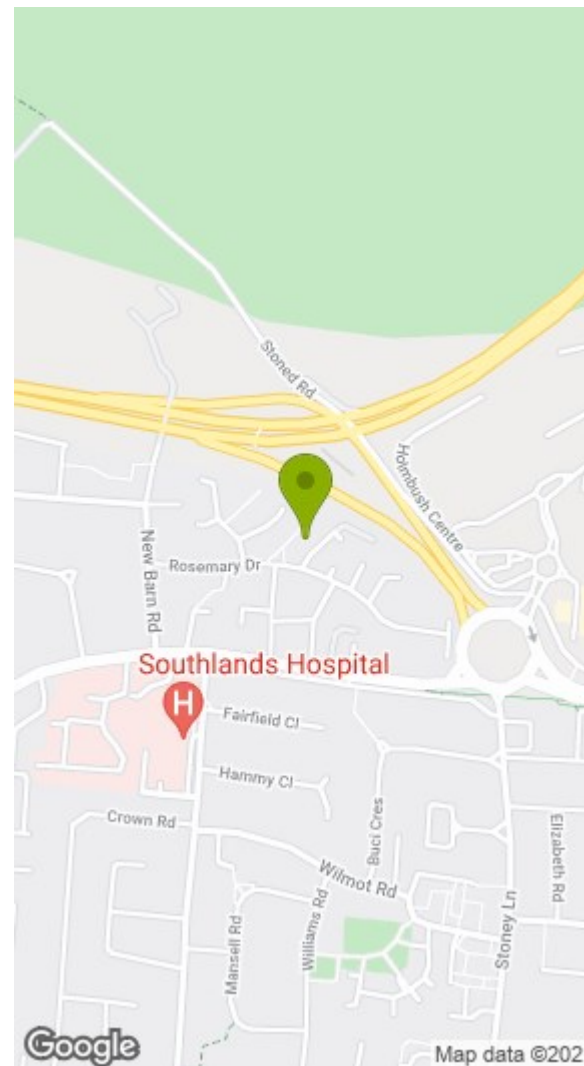 Stoned Rd
Holmbush Centre
New Barn Rd
Rosemary Dr
Southlands Hospital
H
Fairfield Cl
Hammy Cl
Buci Cres
Crown Rd
Elizabeth Rd
Wilmot Rd
Williams Rd
Mansell Rd
Stoney Ln
Google
Map data ©202